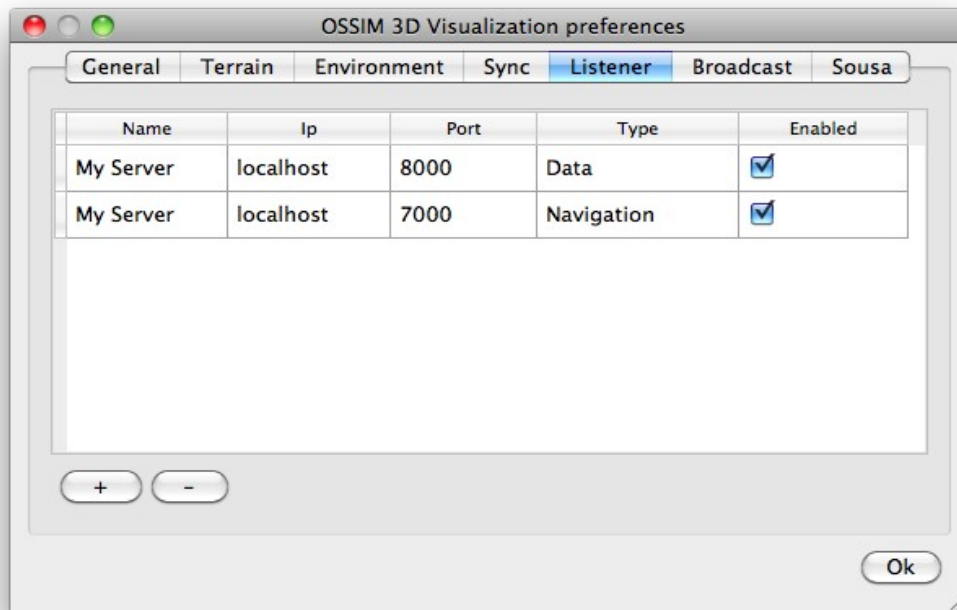 OSSIM 3D Visualization preferences
General Terrain Environment Sync Listener Broadcast Sousa
Name Ip Port Type Enabled
My Server localhost 8000 Data
My Server localhost 7000 Navigation
+ -
Ok